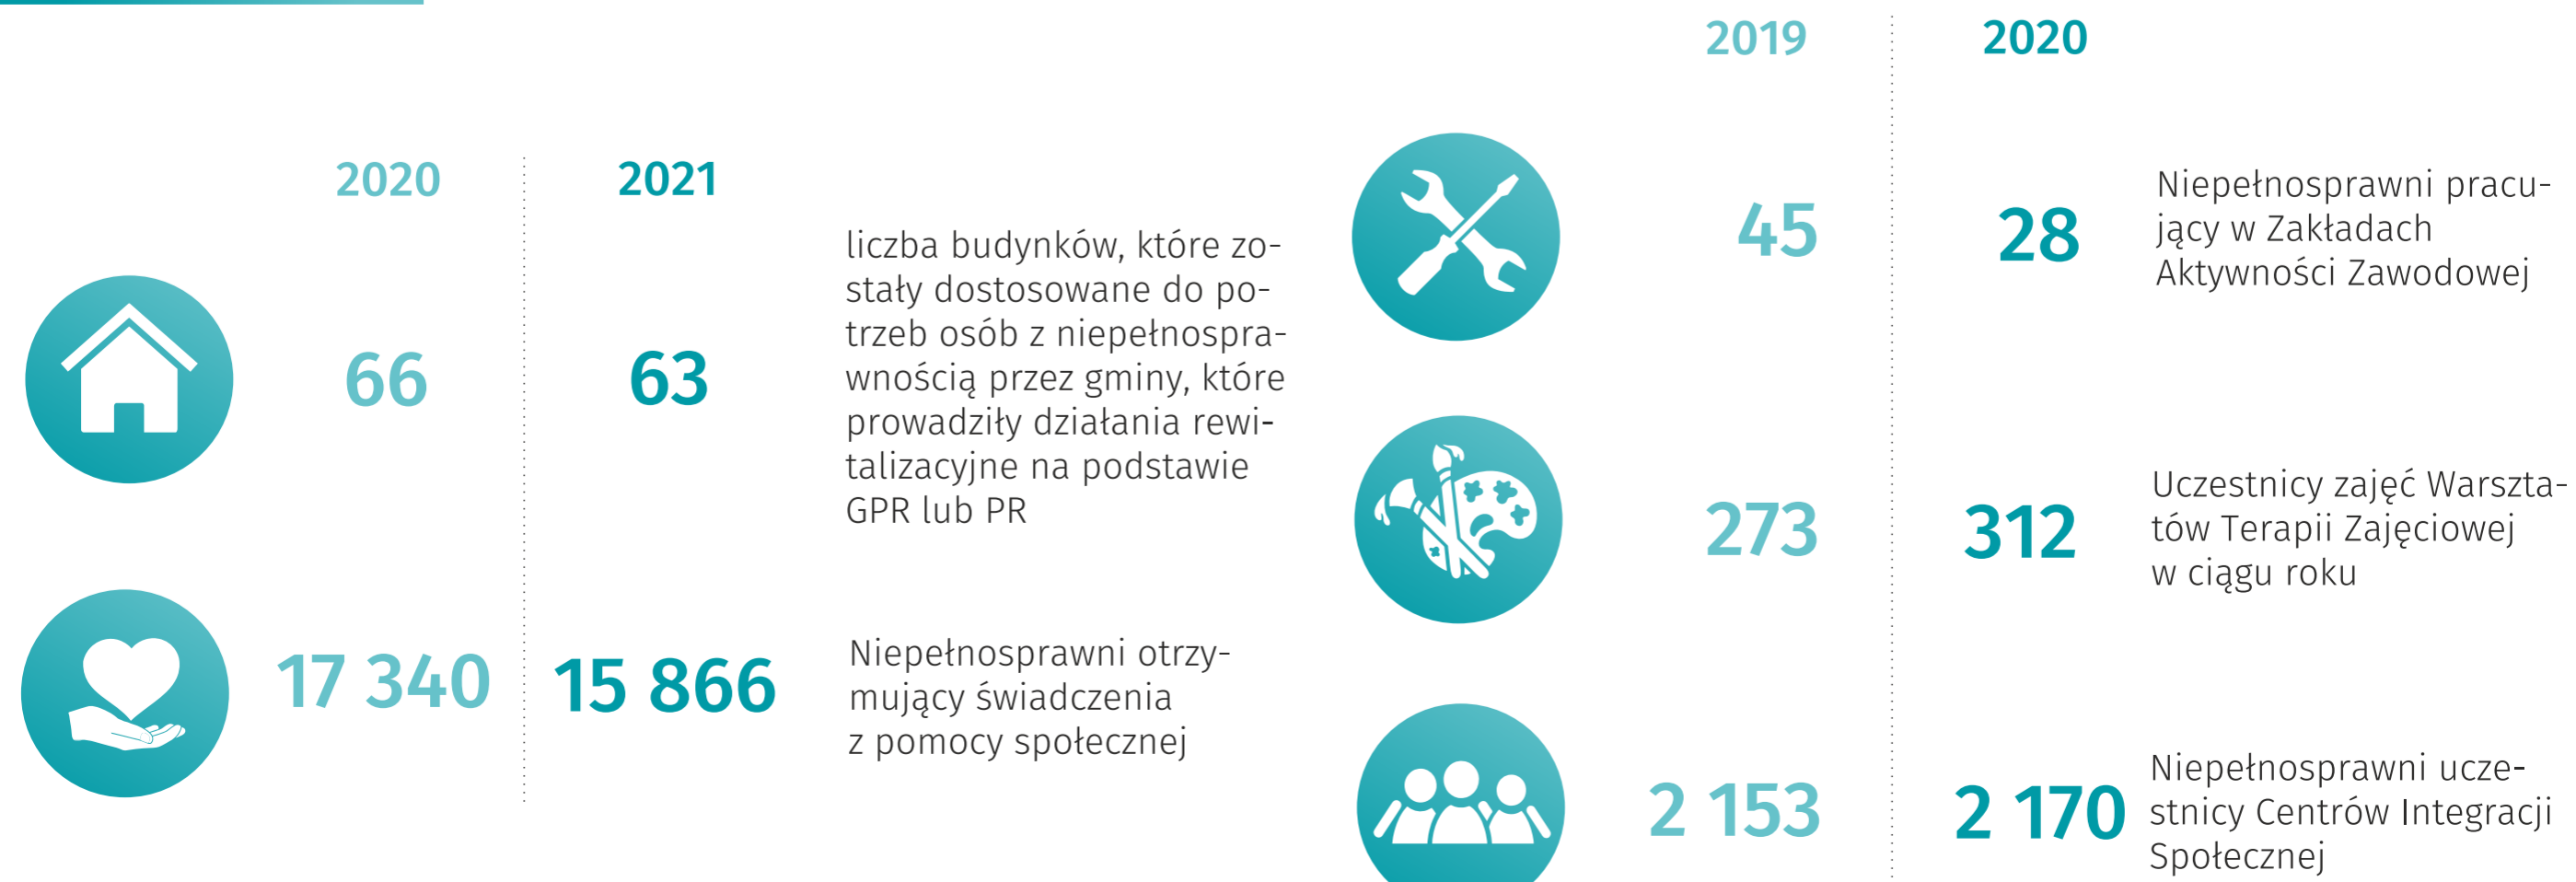 2020 2021
66 63
liczba budynków, które zo-
stały dostosowane do po-
trzeb osób z niepełnospra-
wnością przez gminy, które
prowadziły działania rewi-
talizacyjne na podstawie
GPR lub PR
17 340 15 866
Niepełnosprawni otrzy-
mujący świadczenia
z pomocy społecznej
2019 2020
45 28
Niepełnosprawni pracu-
jący w Zakładach
Aktywności Zawodowej
273 312
Uczestnicy zajęć Warszta-
tów Terapii Zajęciowej
w ciągu roku
2 153 2 170
Niepełnosprawni ucze-
stnicy Centrów Integracji
Społecznej